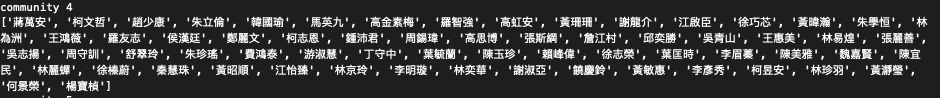 community 4
['蔣萬安', '柯文哲', '趙少康', '朱立倫', '韓國瑜', '馬英九', '高金素梅', '羅智強', '高虹安', '黃珊珊', '謝龍介', '江啟臣', '徐巧芯', '黃暐瀚', '朱學恒', '林
為洲', '王鴻薇', '羅友志', '侯漢廷', '鄭麗文', '柯志恩', '鍾沛君', '周錫瑋', '高思博', '張斯綱', '詹江村', '邱奕勝', '吳青山', '王惠美', '林易煌', '張麗善',
'吳志揚', '周守訓', '舒翠玲', '朱珍瑤', '費鴻泰', '游淑慧', '丁守中', '葉毓蘭', '陳玉珍', '賴峰偉', '徐志榮', '葉匡時', '李眉蓁', '陳美雅', '魏嘉賢', '陳宜
民', '林麗蟬', '徐榛蔚', '秦慧珠', '黃昭順', '江怡臻', '林京玲', '李明璇', '林奕華', '謝淑亞', '饒慶鈴', '黃敏惠', '李彥秀', '柯昱安', '林珍羽', '黃瀞瑩',
'何景榮', '楊寶楨']